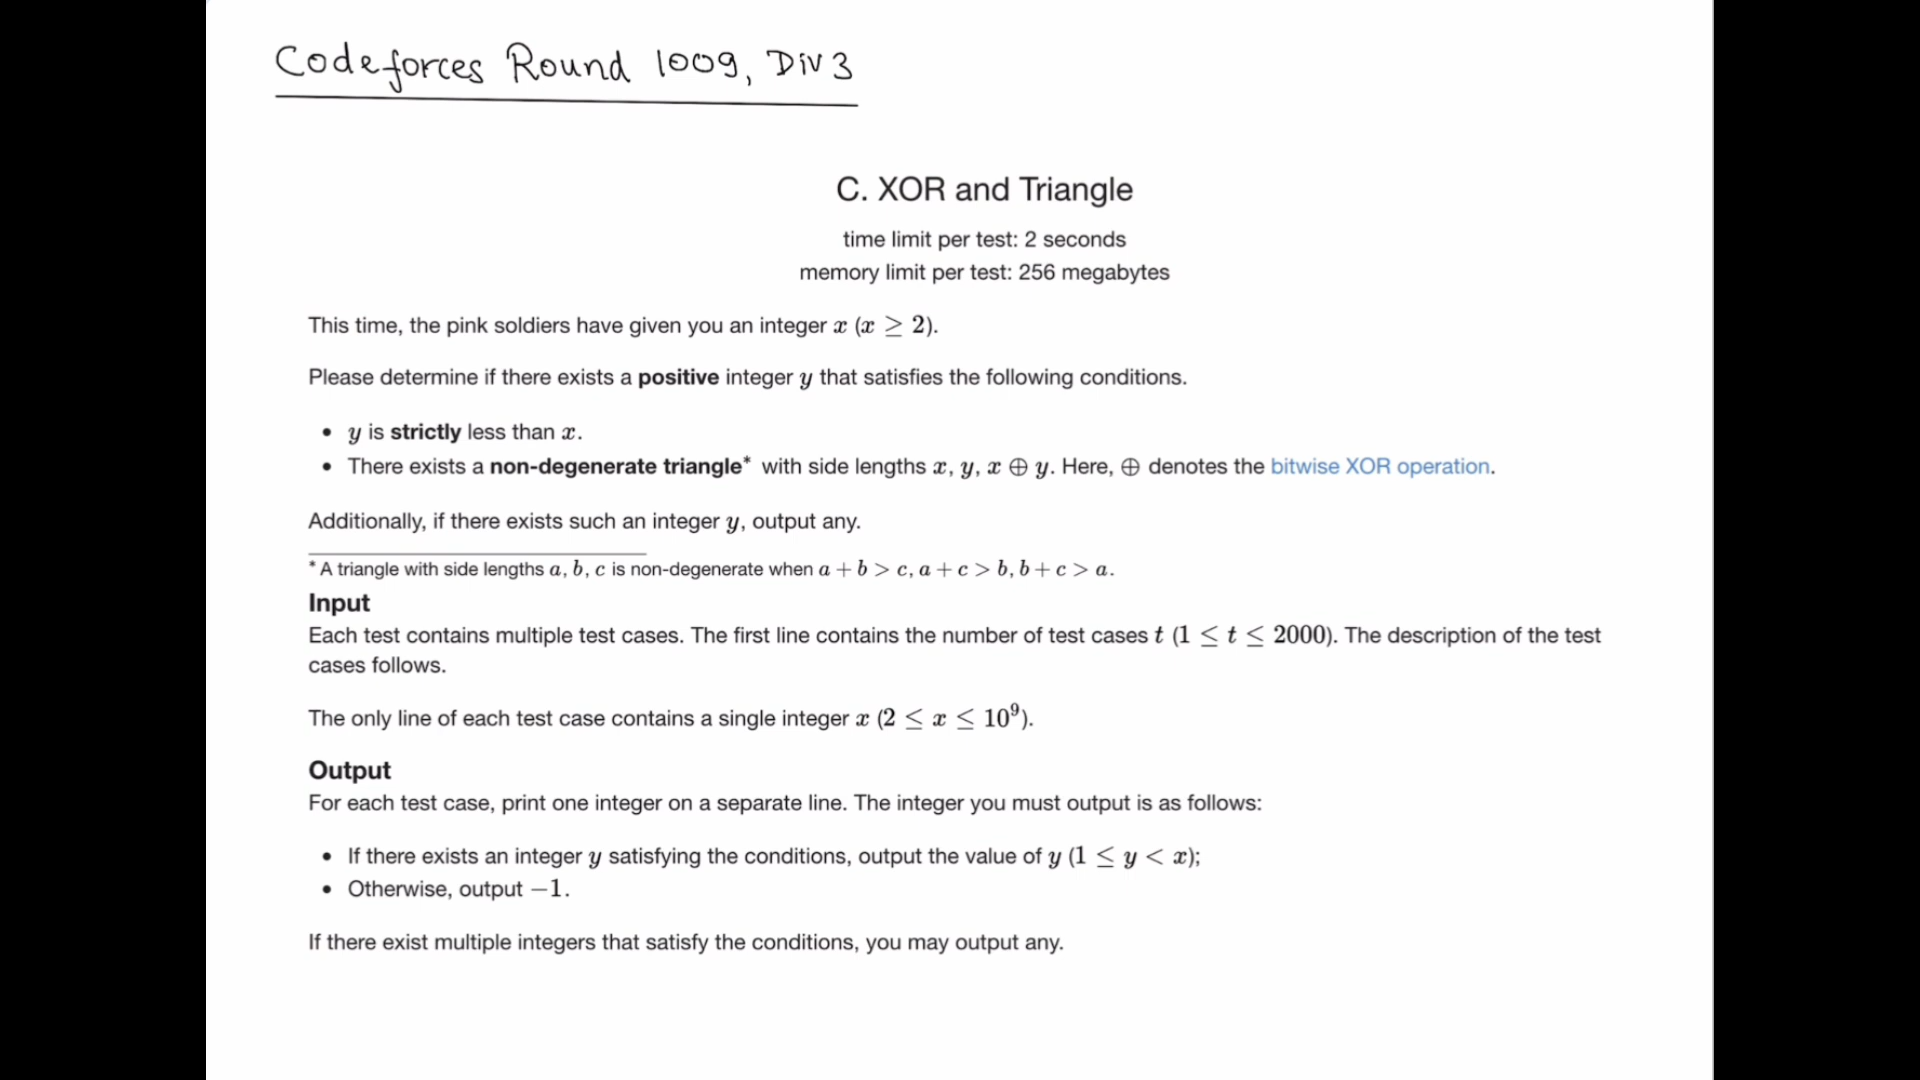 Codeforces Round 1009, Div 3
C. XOR and Triangle
time limit per test: 2 seconds
memory limit per test: 256 megabytes
This time, the pink soldiers have given you an integer x (x ≥ 2).
Please determine if there exists a positive integer y that satisfies the following conditions.
• y is strictly less than x.
• There exists a non-degenerate triangle* with side lengths x, y, x ⊕ y. Here, ⊕ denotes the bitwise XOR operation.
Additionally, if there exists such an integer y, output any.
* A triangle with side lengths a, b, c is non-degenerate when a + b > c, a + c > b, b + c > a.
Input
Each test contains multiple test cases. The first line contains the number of test cases t (1 ≤ t ≤ 2000). The description of the test
cases follows.
The only line of each test case contains a single integer x (2 ≤ x ≤ 10⁹).
Output
For each test case, print one integer on a separate line. The integer you must output is as follows:
• If there exists an integer y satisfying the conditions, output the value of y (1 ≤ y < x);
• Otherwise, output −1.
If there exist multiple integers that satisfy the conditions, you may output any.